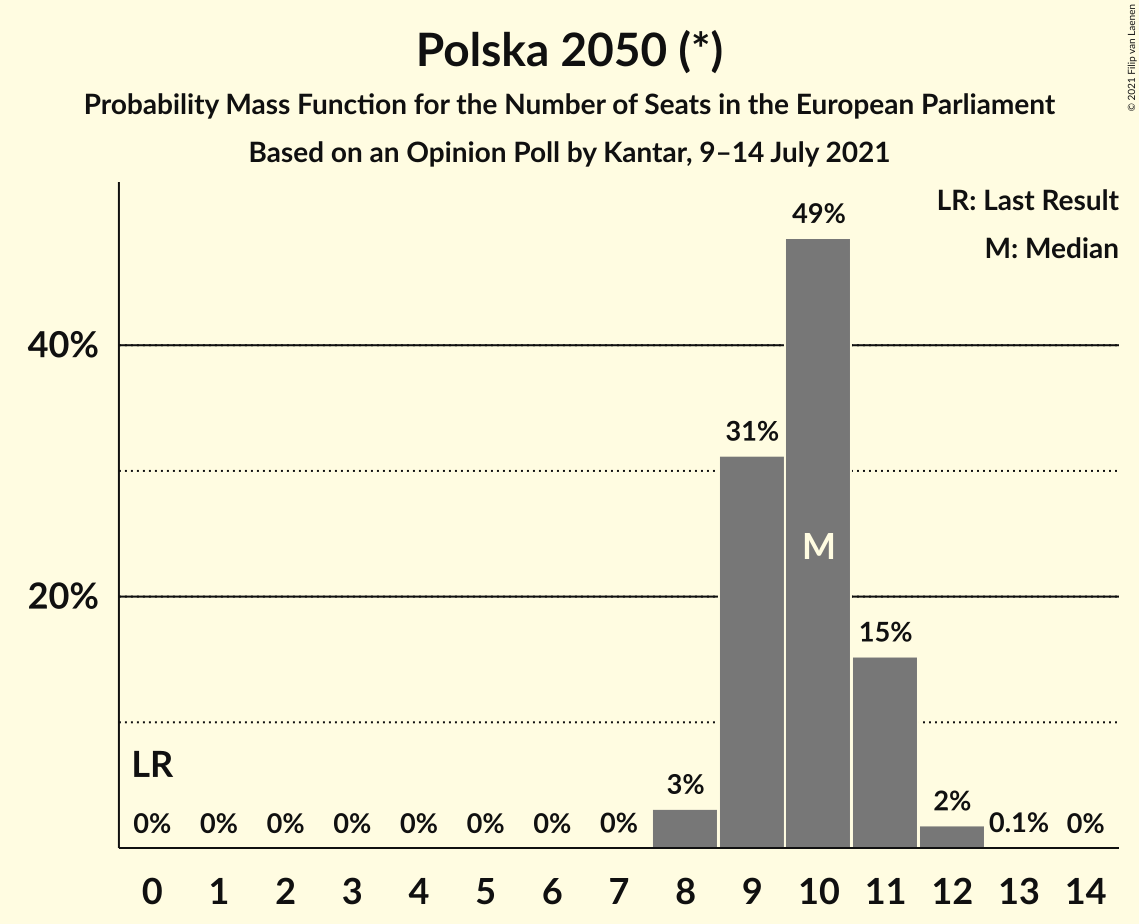 Polska 2050 (*)
Probability Mass Function for the Number of Seats in the European Parliament
Based on an Opinion Poll by Kantar, 9–14 July 2021
© 2021 Filip van Laenen
LR: Last Result
M: Median
40%
20%
LR
0% 0% 0% 0% 0% 0% 0% 0% 3% 31% 49% 15% 2% 0.1% 0%
M
0 1 2 3 4 5 6 7 8 9 10 11 12 13 14